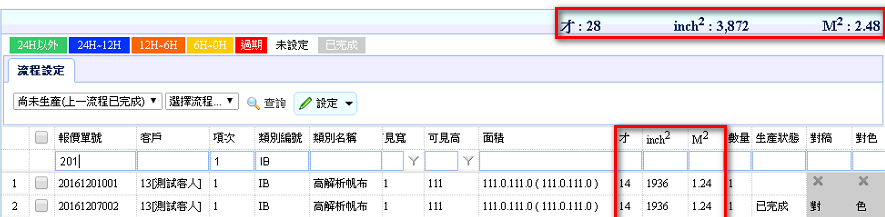 才 : 28 inch² : 3,872 M² : 2.48
24H以外 24H~12H 12H~6H 6H~0H 過期 未設定 已完成
流程設定
尚未生產(上一流程已完成) 選擇流程... 查詢 設定
報價單號 客戶 項次 類別編號 類別名稱 見寬 可見高 面積 才 inch² M² 數量 生產狀態 對稿 對色
201 1 IB
1 20161201001 13[測試客人] 1 IB 高解析帆布 1 111 111.0.111.0 ( 111.0.111.0 ) 14 1936 1.24 1
2 20161207002 13[測試客人] 1 IB 高解析帆布 1 111 111.0.111.0 ( 111.0.111.0 ) 14 1936 1.24 1 已完成 對 色